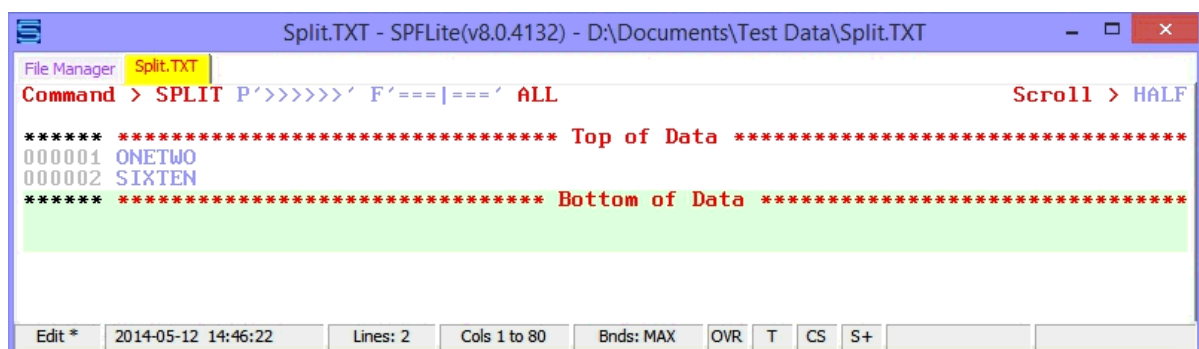 Split.TXT - SPFLite(v8.0.4132) - D:\Documents\Test Data\Split.TXT
File Manager Split.TXT
Command > SPLIT P´>>>>>>´ F´===|===´ ALL Scroll > HALF
****** ********************************* Top of Data **********************************
000001 ONETWO
000002 SIXTEN
****** ******************************** Bottom of Data ********************************
Edit * 2014-05-12 14:46:22 Lines: 2 Cols 1 to 80 Bnds: MAX OVR T CS S+